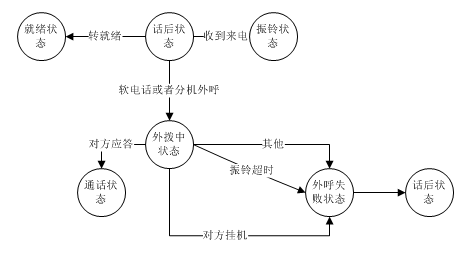 就绪状
态
转就绪
话后状
态
收到来电
振铃状
态
软电话或者分机外呼
对方应答
外拨中
状态
其他
振铃超时
通话状
态
外呼失
败状态
话后状
态
对方挂机